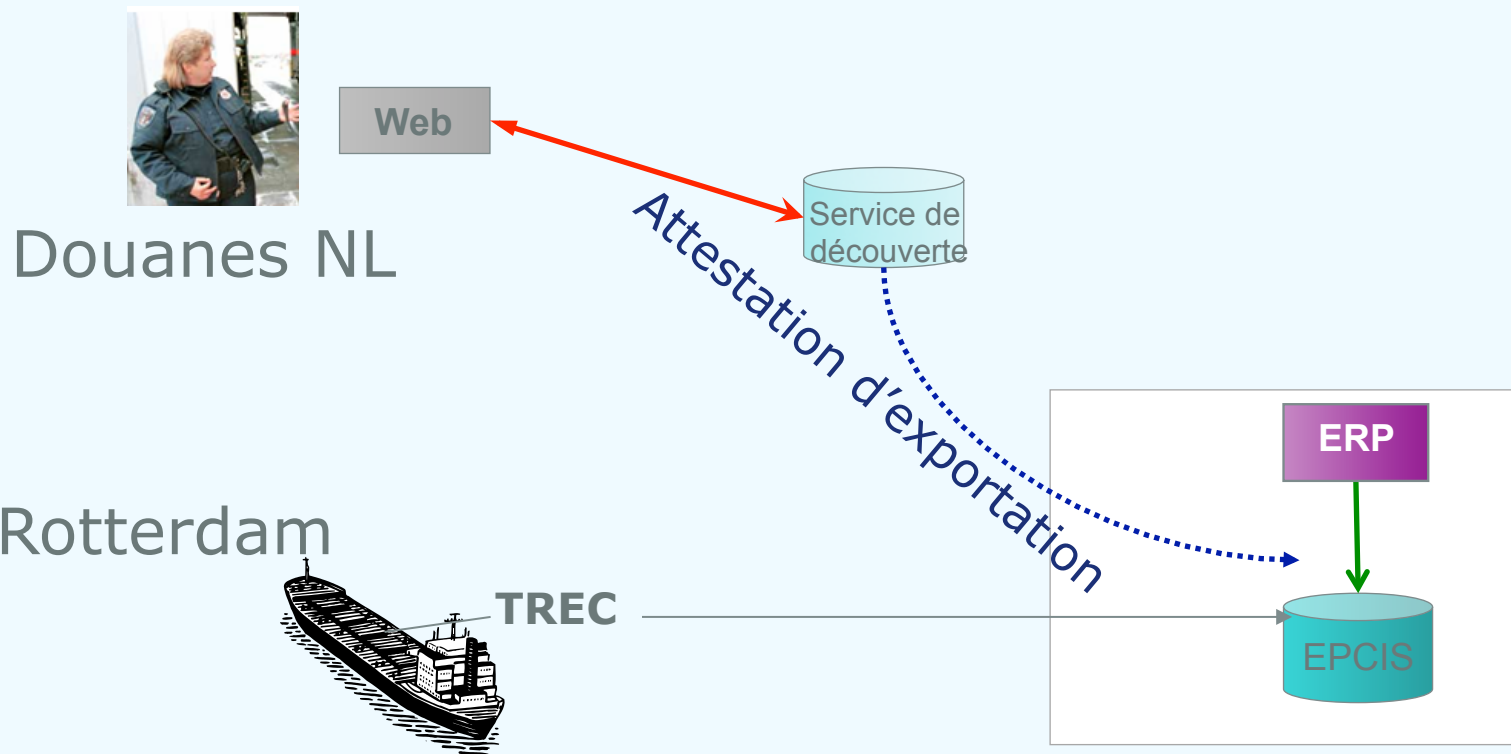 Web
Service de
découverte
Douanes NL
Attestation d’exportation
ERP
Rotterdam
TREC
EPCIS